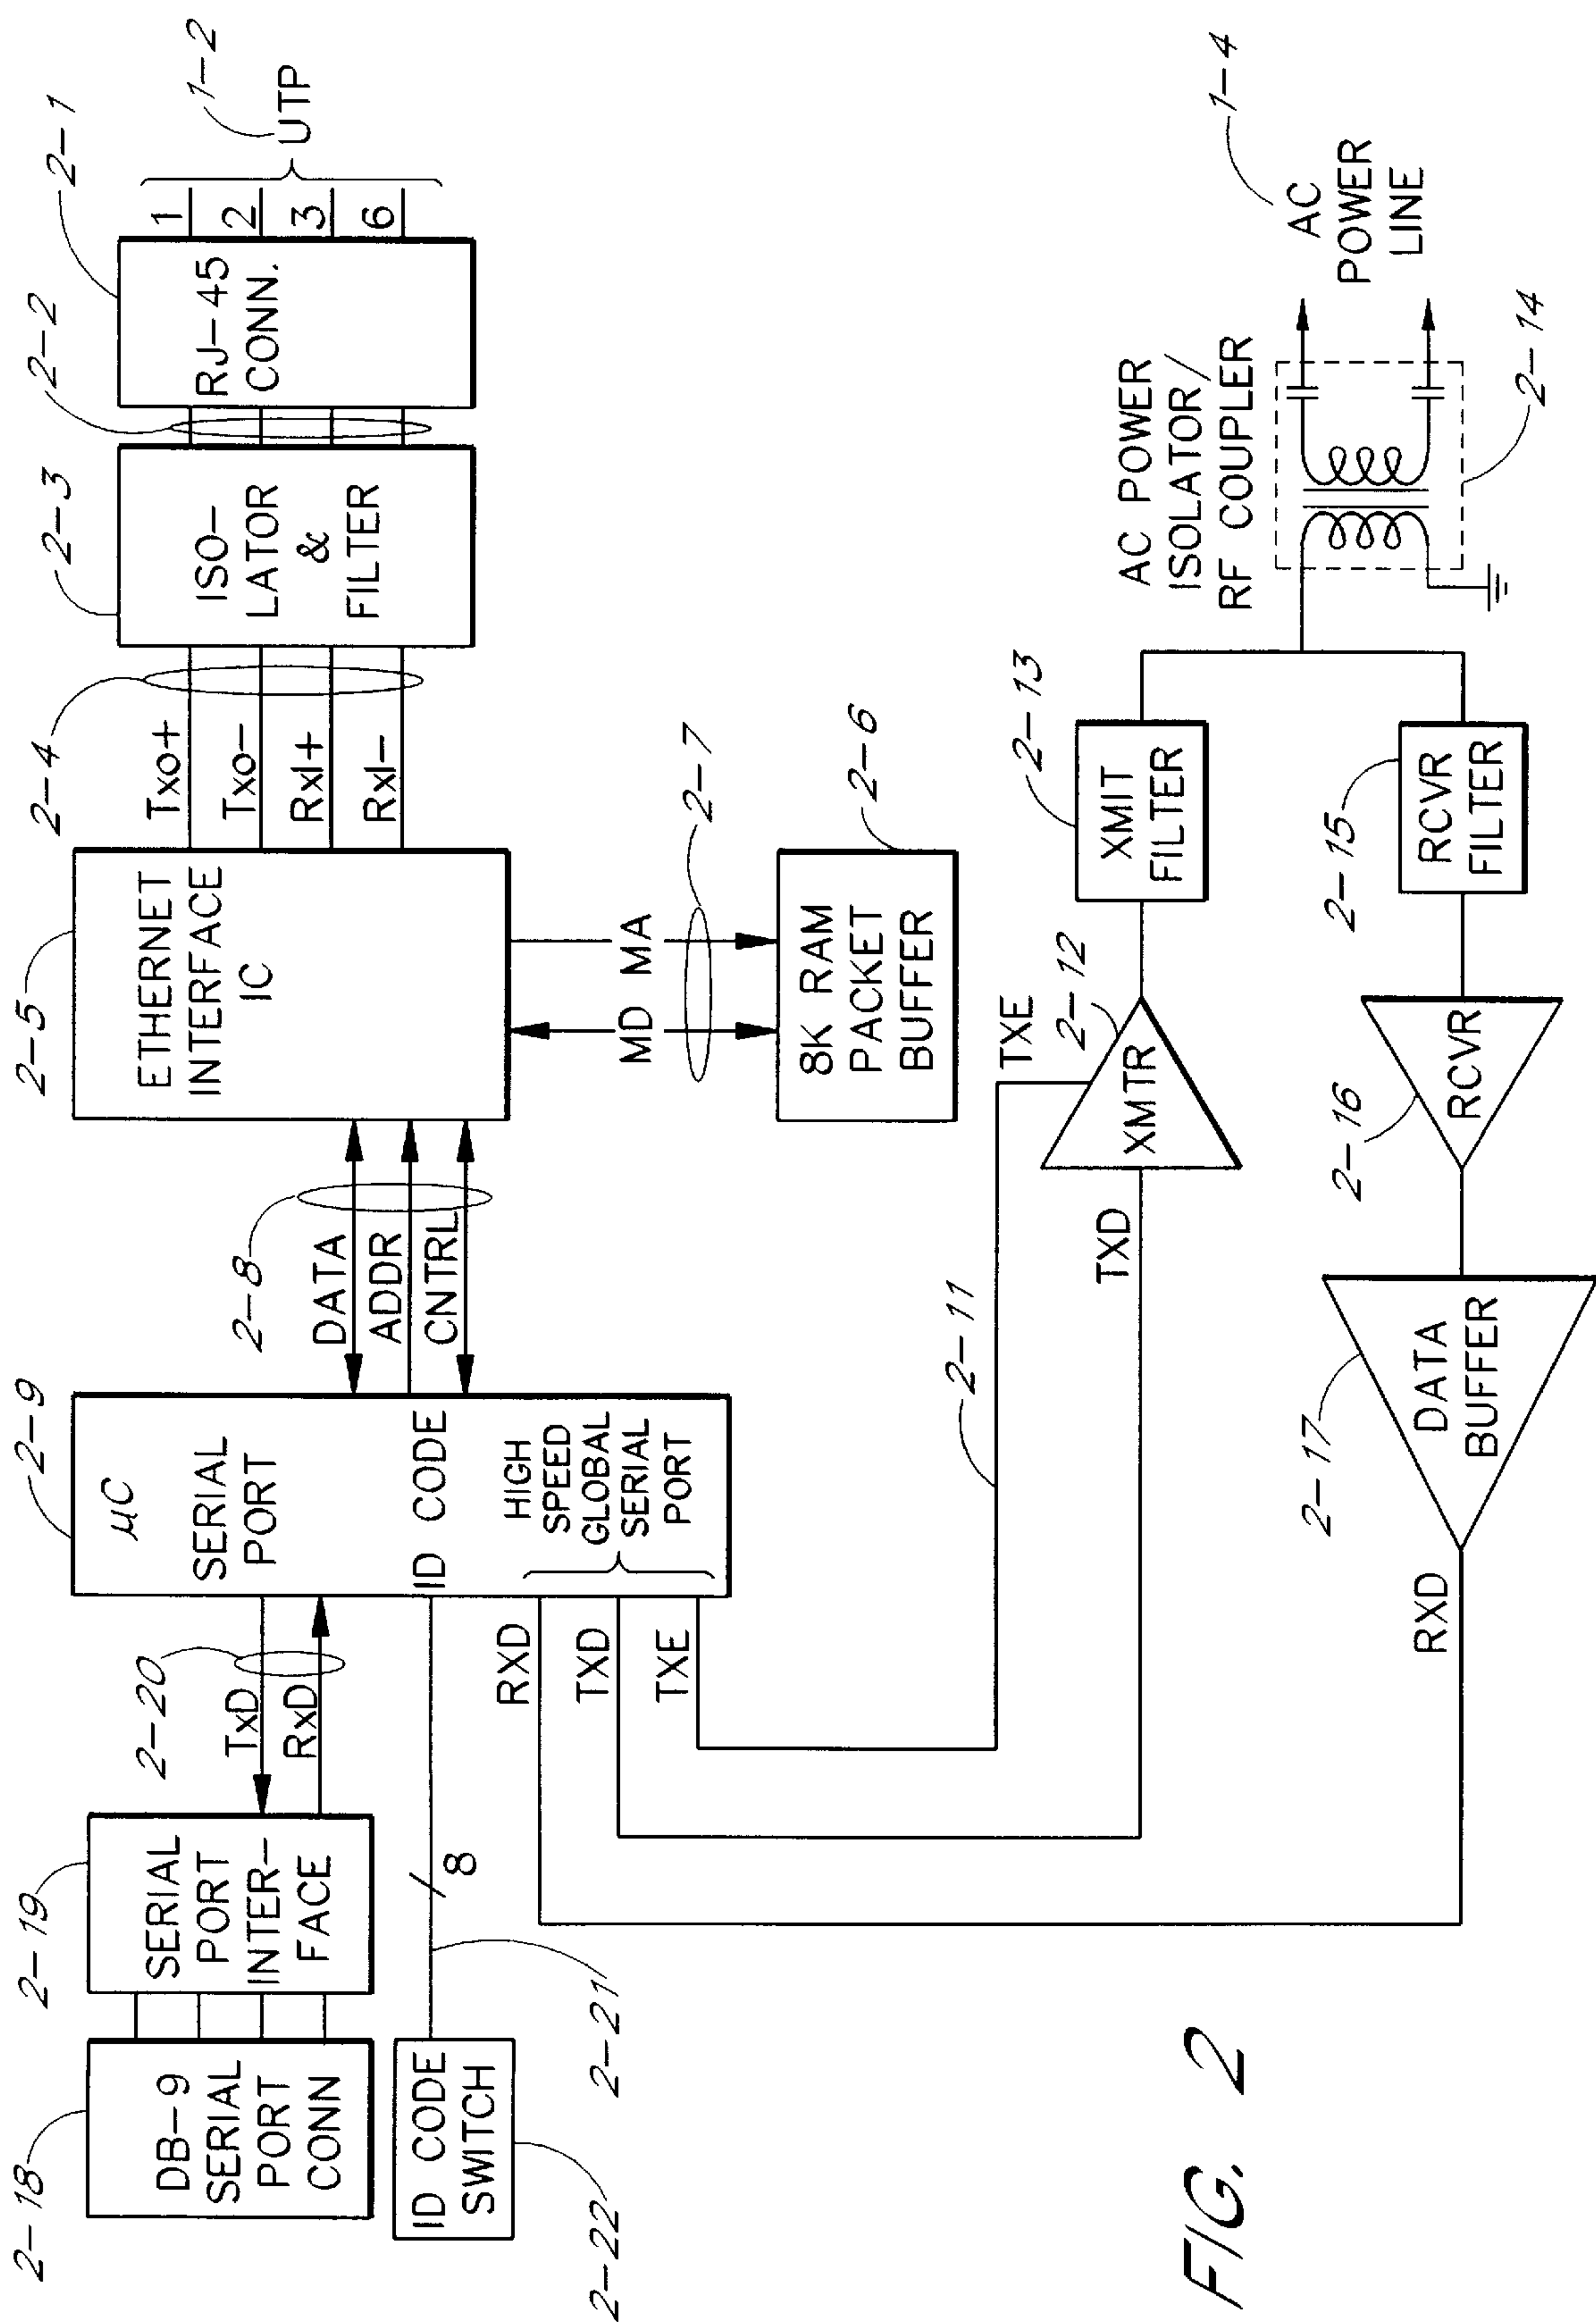 2-18
DB-9
SERIAL
PORT
CONN
2-19
SERIAL
PORT
INTER-
FACE
2-20
TxD
RxD
2-9
µC
SERIAL
PORT
ID CODE
HIGH
SPEED
GLOBAL
SERIAL
PORT
2-8
DATA
ADDR
CNTRL
2-5
ETHERNET
INTERFACE
IC
2-4
Txo+
Txo-
RxI+
RxI-
2-3
ISO-
LATOR
&
FILTER
2-2
2-1
RJ-45
CONN.
1
2
3
6
UTP
1-2
ID CODE
SWITCH
2-22
2-21
8
RXD
TXD
TXE
MD
MA
2-7
8K RAM
PACKET
BUFFER
2-6
2-11
TXE
TXD
XMTR
2-12
XMIT
FILTER
2-13
AC POWER
ISOLATOR/
RF COUPLER
AC
POWER
LINE
1-4
2-14
RCVR
FILTER
2-15
RCVR
2-16
DATA
BUFFER
2-17
RXD
FIG. 2